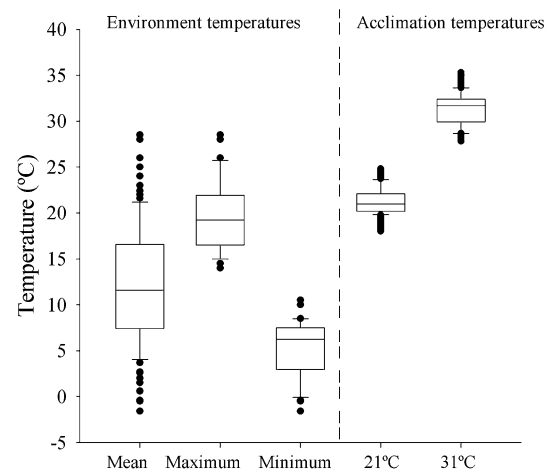 Environment temperatures
Acclimation temperatures
Temperature (ºC)
40
35
30
25
20
15
10
5
0
-5
Mean
Maximum
Minimum
21ºC
31ºC